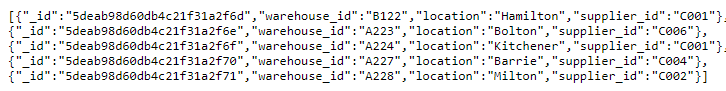 [{"_id":"5deab98d60db4c21f31a2f6d","warehouse_id":"B122","location":"Hamilton","supplier_id":"C001"},
{"_id":"5deab98d60db4c21f31a2f6e","warehouse_id":"A223","location":"Bolton","supplier_id":"C006"},
{"_id":"5deab98d60db4c21f31a2f6f","warehouse_id":"A224","location":"Kitchener","supplier_id":"C001"},
{"_id":"5deab98d60db4c21f31a2f70","warehouse_id":"A227","location":"Barrie","supplier_id":"C004"},
{"_id":"5deab98d60db4c21f31a2f71","warehouse_id":"A228","location":"Milton","supplier_id":"C002"}]